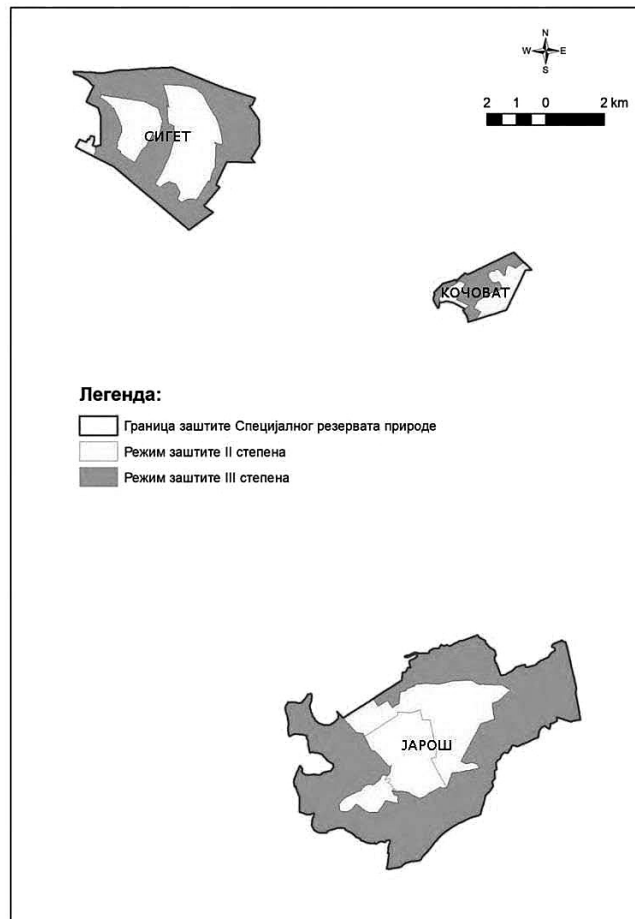 N
W E
S
2 1 0 2 km
СИГЕТ
КОЧОВАТ
Легенда:
Граница заштите Специјалног резервата природе
Режим заштите II степена
Режим заштите III степена
ЈАРОШ